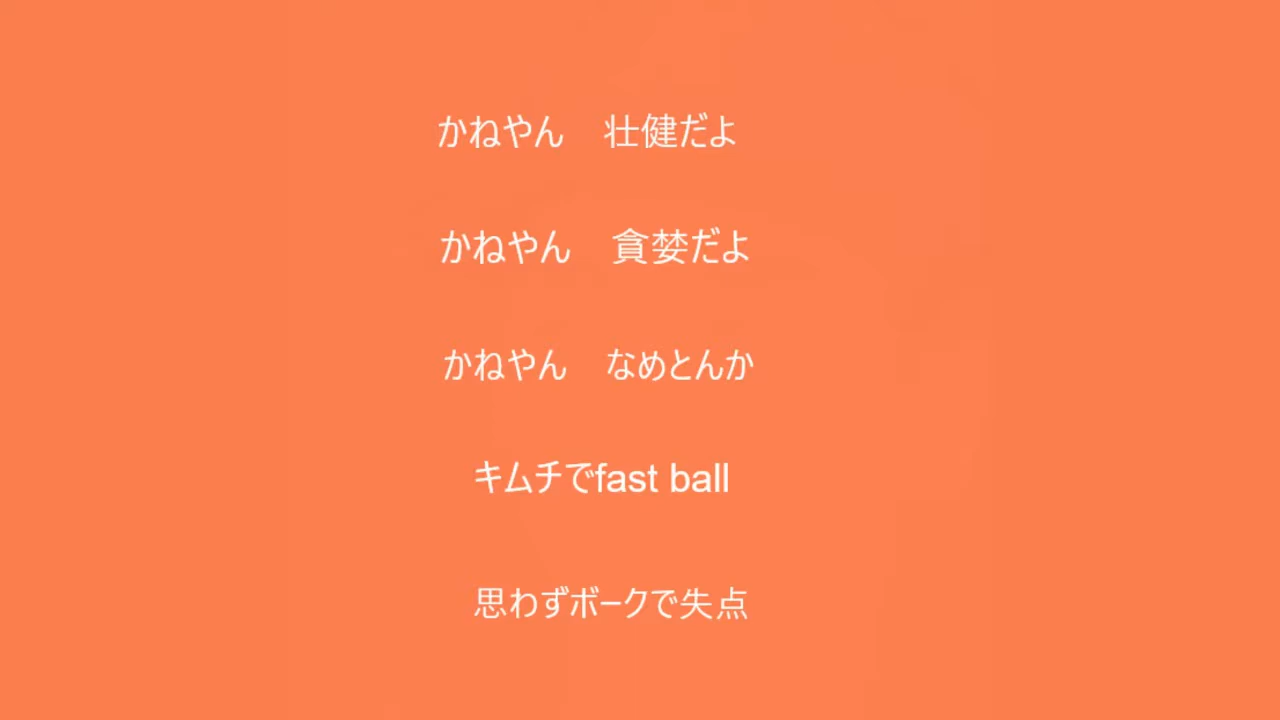 かねやん　壮健だよ
かねやん　貪婪だよ
かねやん　なめとんか
キムチでfast ball
思わずボークで失点